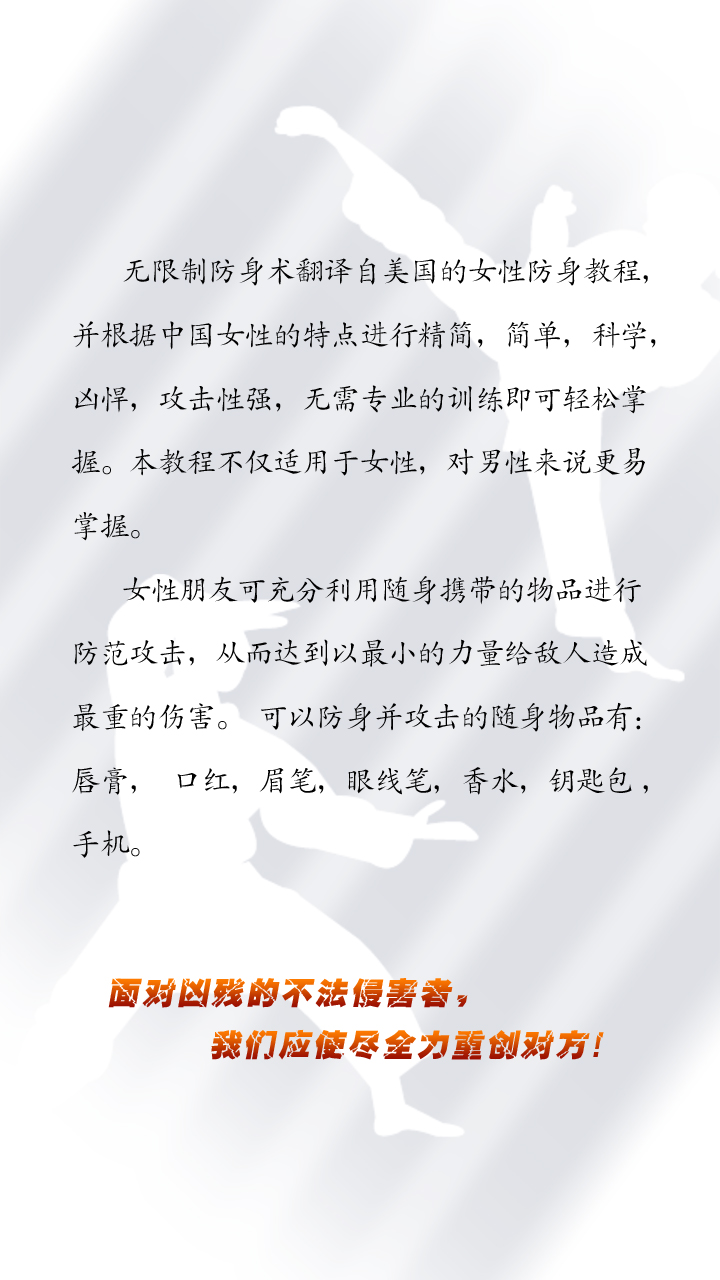 无限制防身术翻译自美国的女性防身教程，
并根据中国女性的特点进行精简，简单，科学，
凶悍，攻击性强，无需专业的训练即可轻松掌
握。本教程不仅适用于女性，对男性来说更易
掌握。
女性朋友可充分利用随身携带的物品进行
防范攻击，从而达到以最小的力量给敌人造成
最重的伤害。 可以防身并攻击的随身物品有：
唇膏， 口红，眉笔，眼线笔，香水，钥匙包，
手机。
面对凶残的不法侵害者，
我们应使尽全力重创对方！